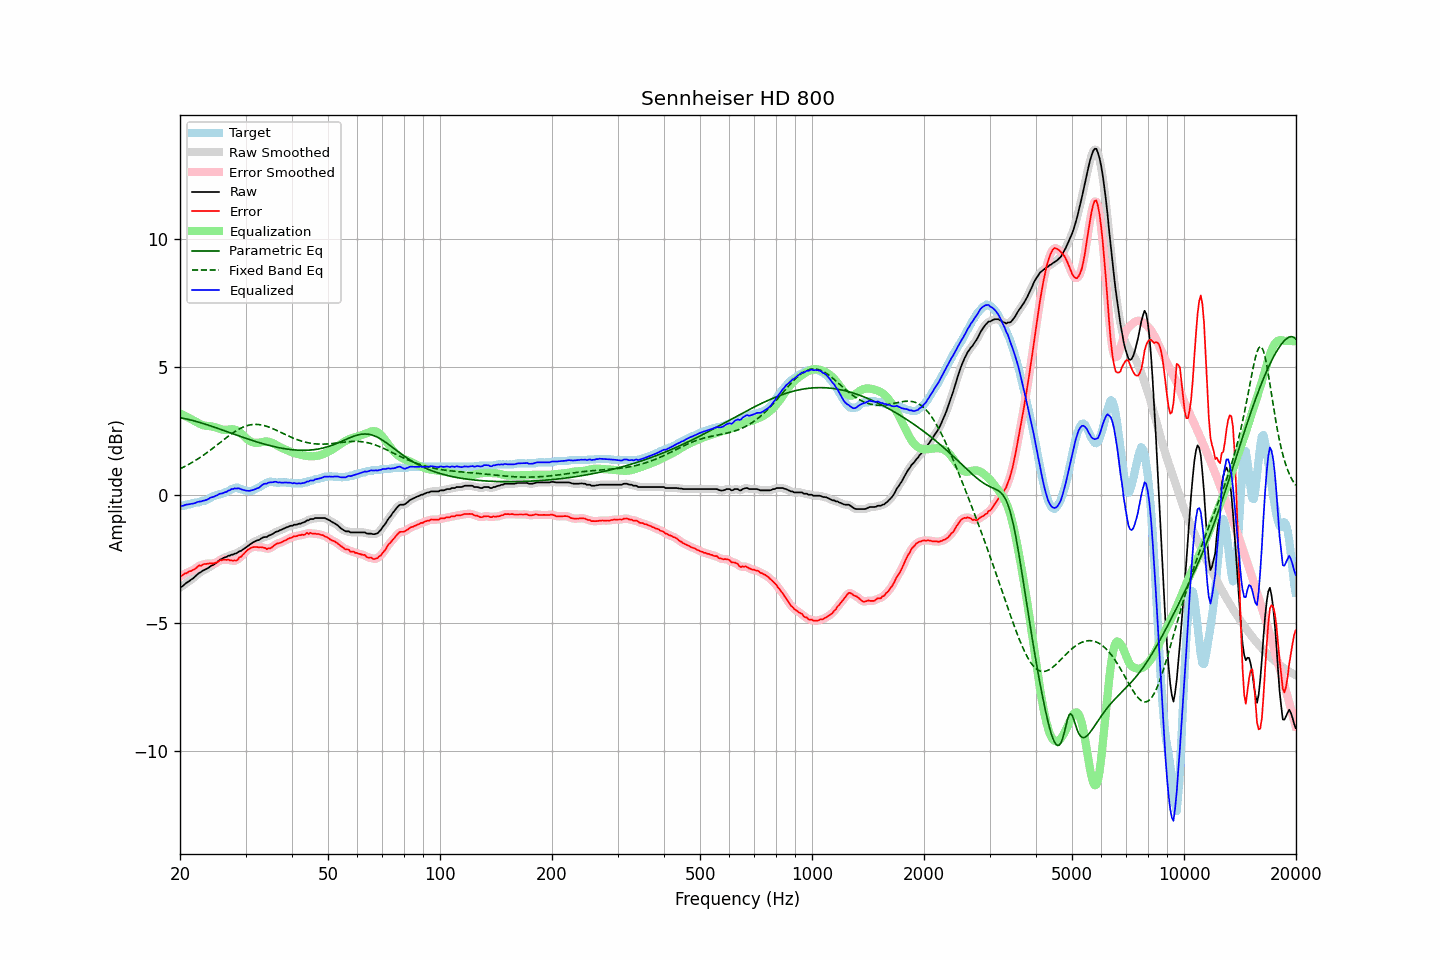 Sennheiser HD 800
Target
Raw Smoothed
Error Smoothed
Raw
Error
Equalization
Parametric Eq
Fixed Band Eq
Equalized
10
5
0
−5
−10
Amplitude (dBr)
20 50 100 200 500 1000 2000 5000 10000 20000
Frequency (Hz)